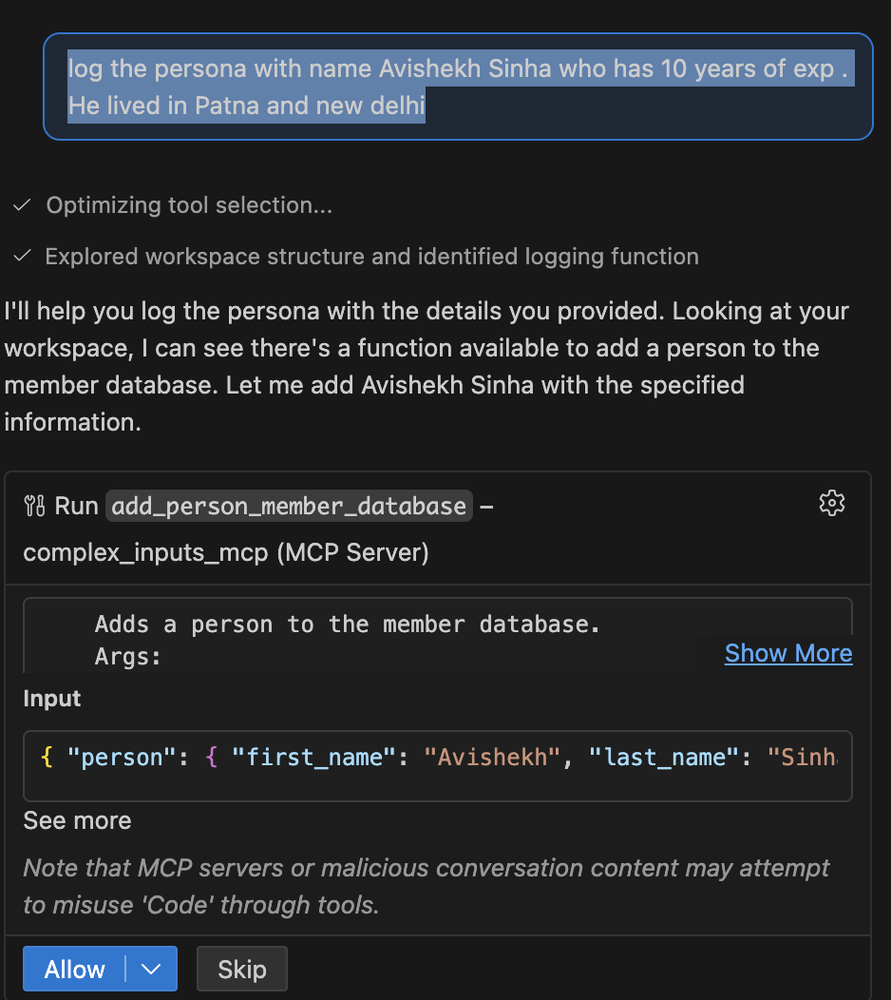 log the persona with name Avishekh Sinha who has 10 years of exp .
He lived in Patna and new delhi
Optimizing tool selection...
Explored workspace structure and identified logging function
I'll help you log the persona with the details you provided. Looking at your
workspace, I can see there's a function available to add a person to the
member database. Let me add Avishekh Sinha with the specified
information.
Run add_person_member_database –
complex_inputs_mcp (MCP Server)
Adds a person to the member database.
Args:
Show More
Input
{ "person": { "first_name": "Avishekh", "last_name": "Sinh
See more
Note that MCP servers or malicious conversation content may attempt
to misuse 'Code' through tools.
Allow
Skip